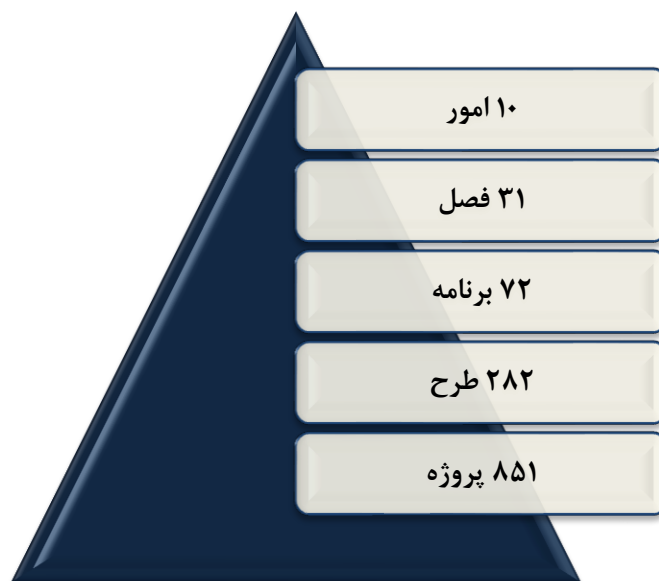 ۱۰ امور
۳۱ فصل
۷۲ برنامه
۲۸۲ طرح
۸۵۱ پروژه